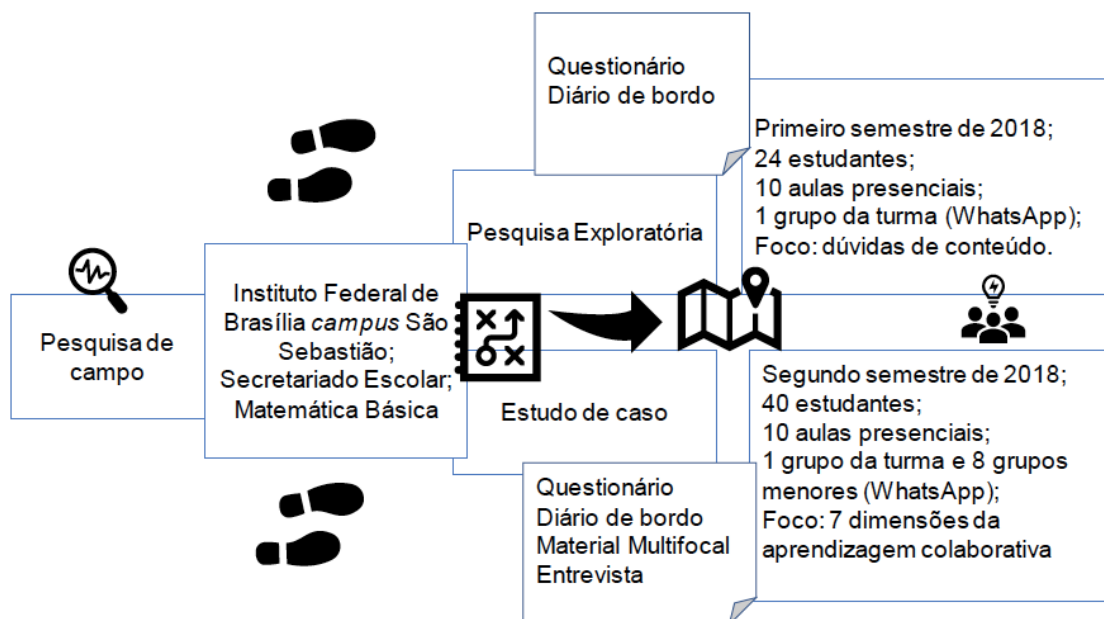 Pesquisa de
campo
Instituto Federal de
Brasília campus São
Sebastião;
Secretariado Escolar;
Matemática Básica
Questionário
Diário de bordo
Pesquisa Exploratória
Primeiro semestre de 2018;
24 estudantes;
10 aulas presenciais;
1 grupo da turma (WhatsApp);
Foco: dúvidas de conteúdo.
Estudo de caso
Questionário
Diário de bordo
Material Multifocal
Entrevista
Segundo semestre de 2018;
40 estudantes;
10 aulas presenciais;
1 grupo da turma e 8 grupos
menores (WhatsApp);
Foco: 7 dimensões da
aprendizagem colaborativa